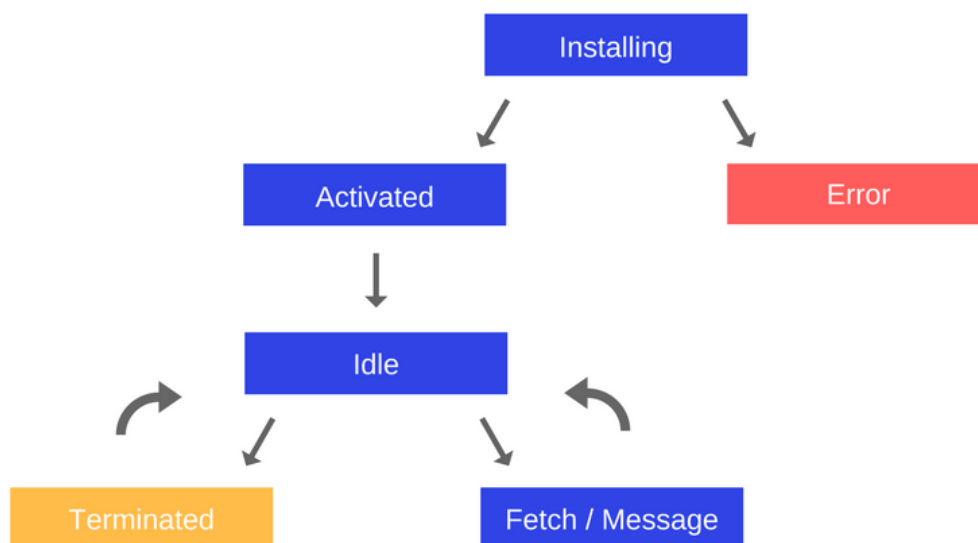 Installing
Activated
Error
Idle
Terminated
Fetch / Message